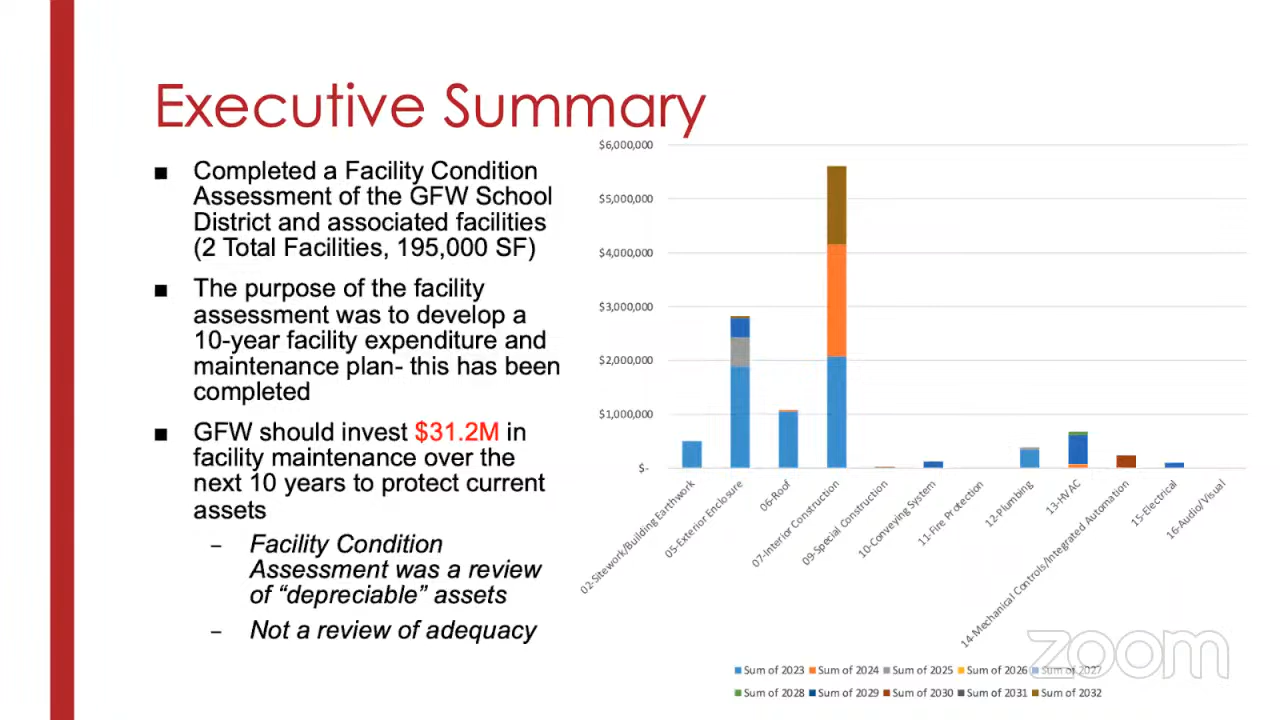 Executive Summary
■ Completed a Facility Condition
Assessment of the GFW School
District and associated facilities
(2 Total Facilities, 195,000 SF)
■ The purpose of the facility
assessment was to develop a
10-year facility expenditure and
maintenance plan- this has been
completed
■ GFW should invest $31.2M in
facility maintenance over the
next 10 years to protect current
assets
– Facility Condition
Assessment was a review
of “depreciable” assets
– Not a review of adequacy
$6,000,000
$5,000,000
$4,000,000
$3,000,000
$2,000,000
$1,000,000
$-
02-Sitework/Building Earthwork
05-Exterior Enclosure
06-Roof
07-Interior Construction
09-Special Construction
10-Conveying System
11-Fire Protection
12-Plumbing
13-HVAC
14-Mechanical Controls/Integrated Automation
15-Electrical
16-Audio/Visual
Sum of 2023 Sum of 2024 Sum of 2025 Sum of 2026 Sum of 2027
Sum of 2028 Sum of 2029 Sum of 2030 Sum of 2031 Sum of 2032
zoom